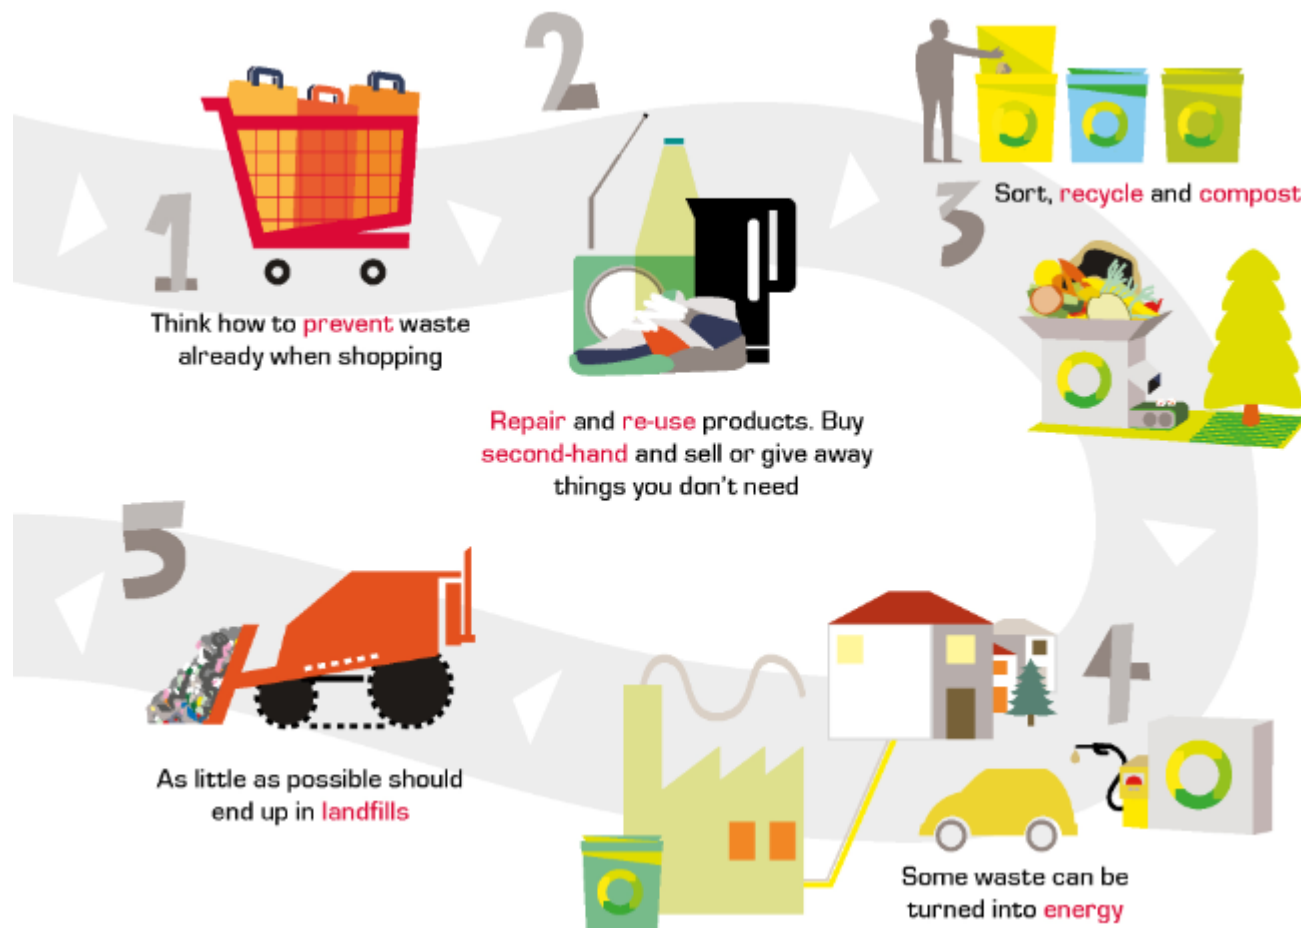 1
Think how to prevent waste
already when shopping
2
Repair and re-use products. Buy
second-hand and sell or give away
things you don't need
3
Sort, recycle and compost
4
Some waste can be
turned into energy
5
As little as possible should
end up in landfills